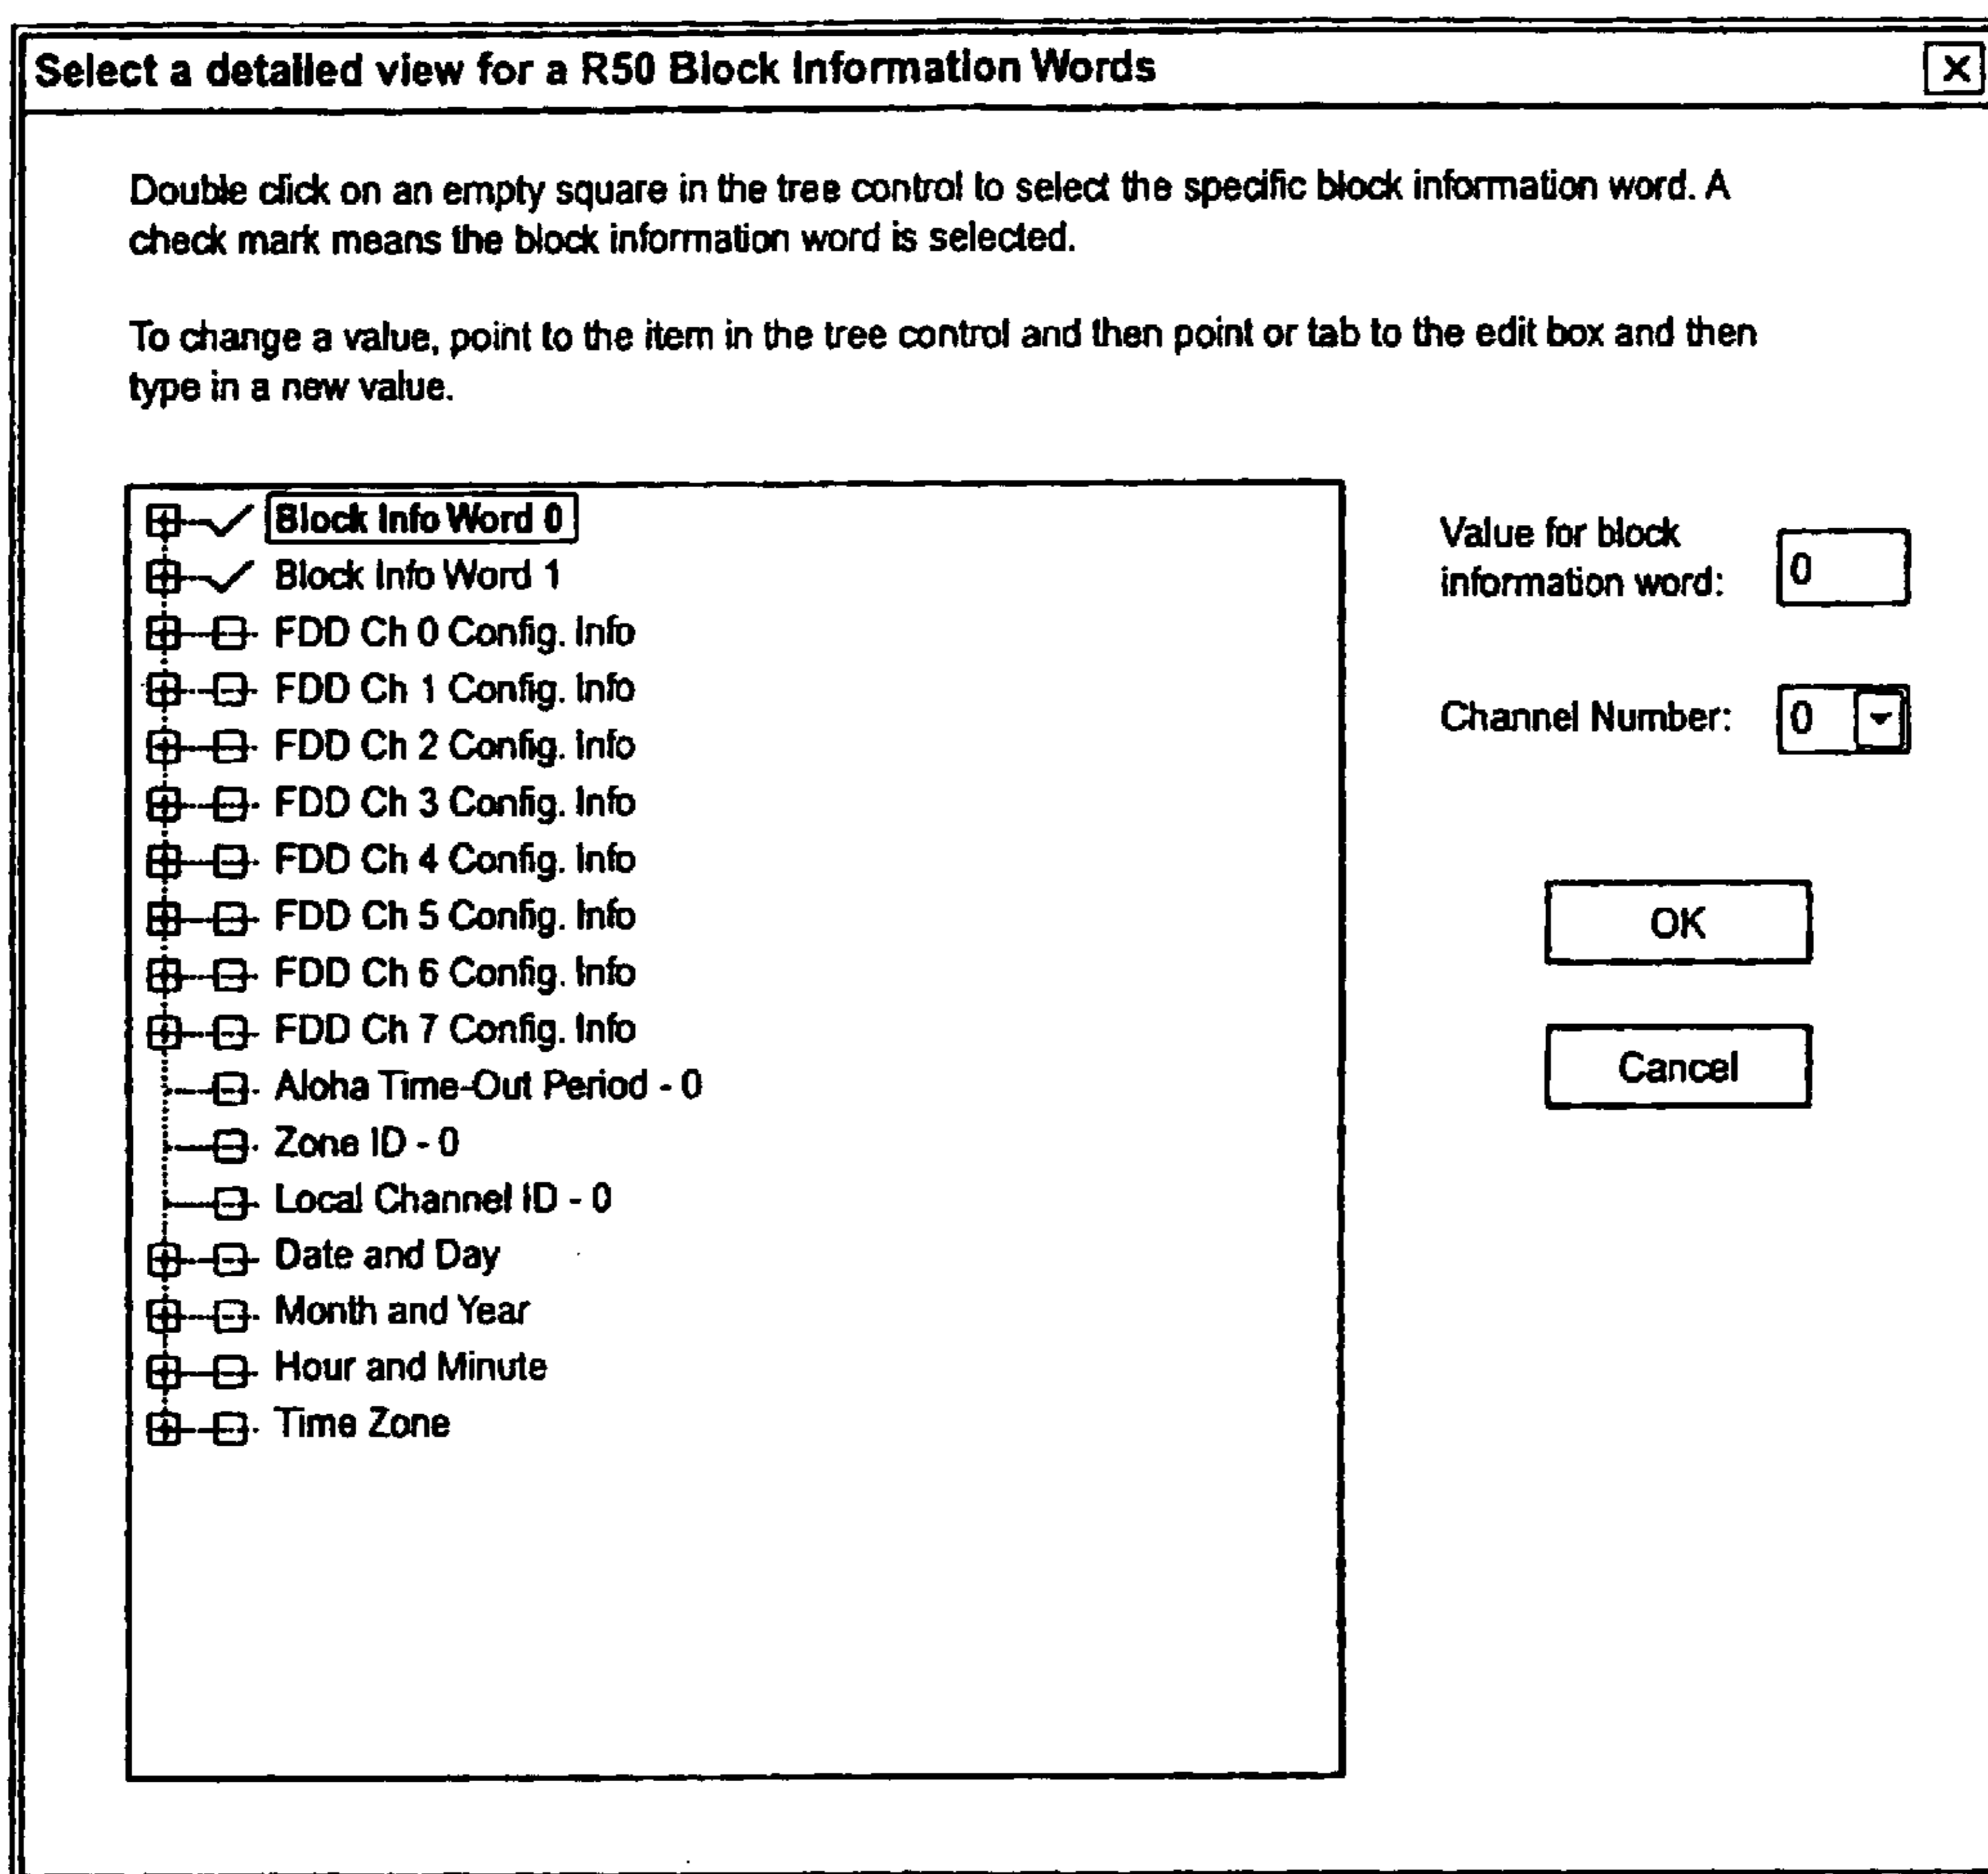 Select a detailed view for a R50 Block Information Words
Double click on an empty square in the tree control to select the specific block information word. A
check mark means the block information word is selected.
To change a value, point to the item in the tree control and then point or tab to the edit box and then
type in a new value.
Block Info Word 0
Block Info Word 1
FDD Ch 0 Config. Info
FDD Ch 1 Config. Info
FDD Ch 2 Config. Info
FDD Ch 3 Config. Info
FDD Ch 4 Config. Info
FDD Ch 5 Config. Info
FDD Ch 6 Config. Info
FDD Ch 7 Config. Info
Aloha Time-Out Period - 0
Zone ID - 0
Local Channel ID - 0
Date and Day
Month and Year
Hour and Minute
Time Zone
Value for block
information word: 0
Channel Number: 0
OK
Cancel